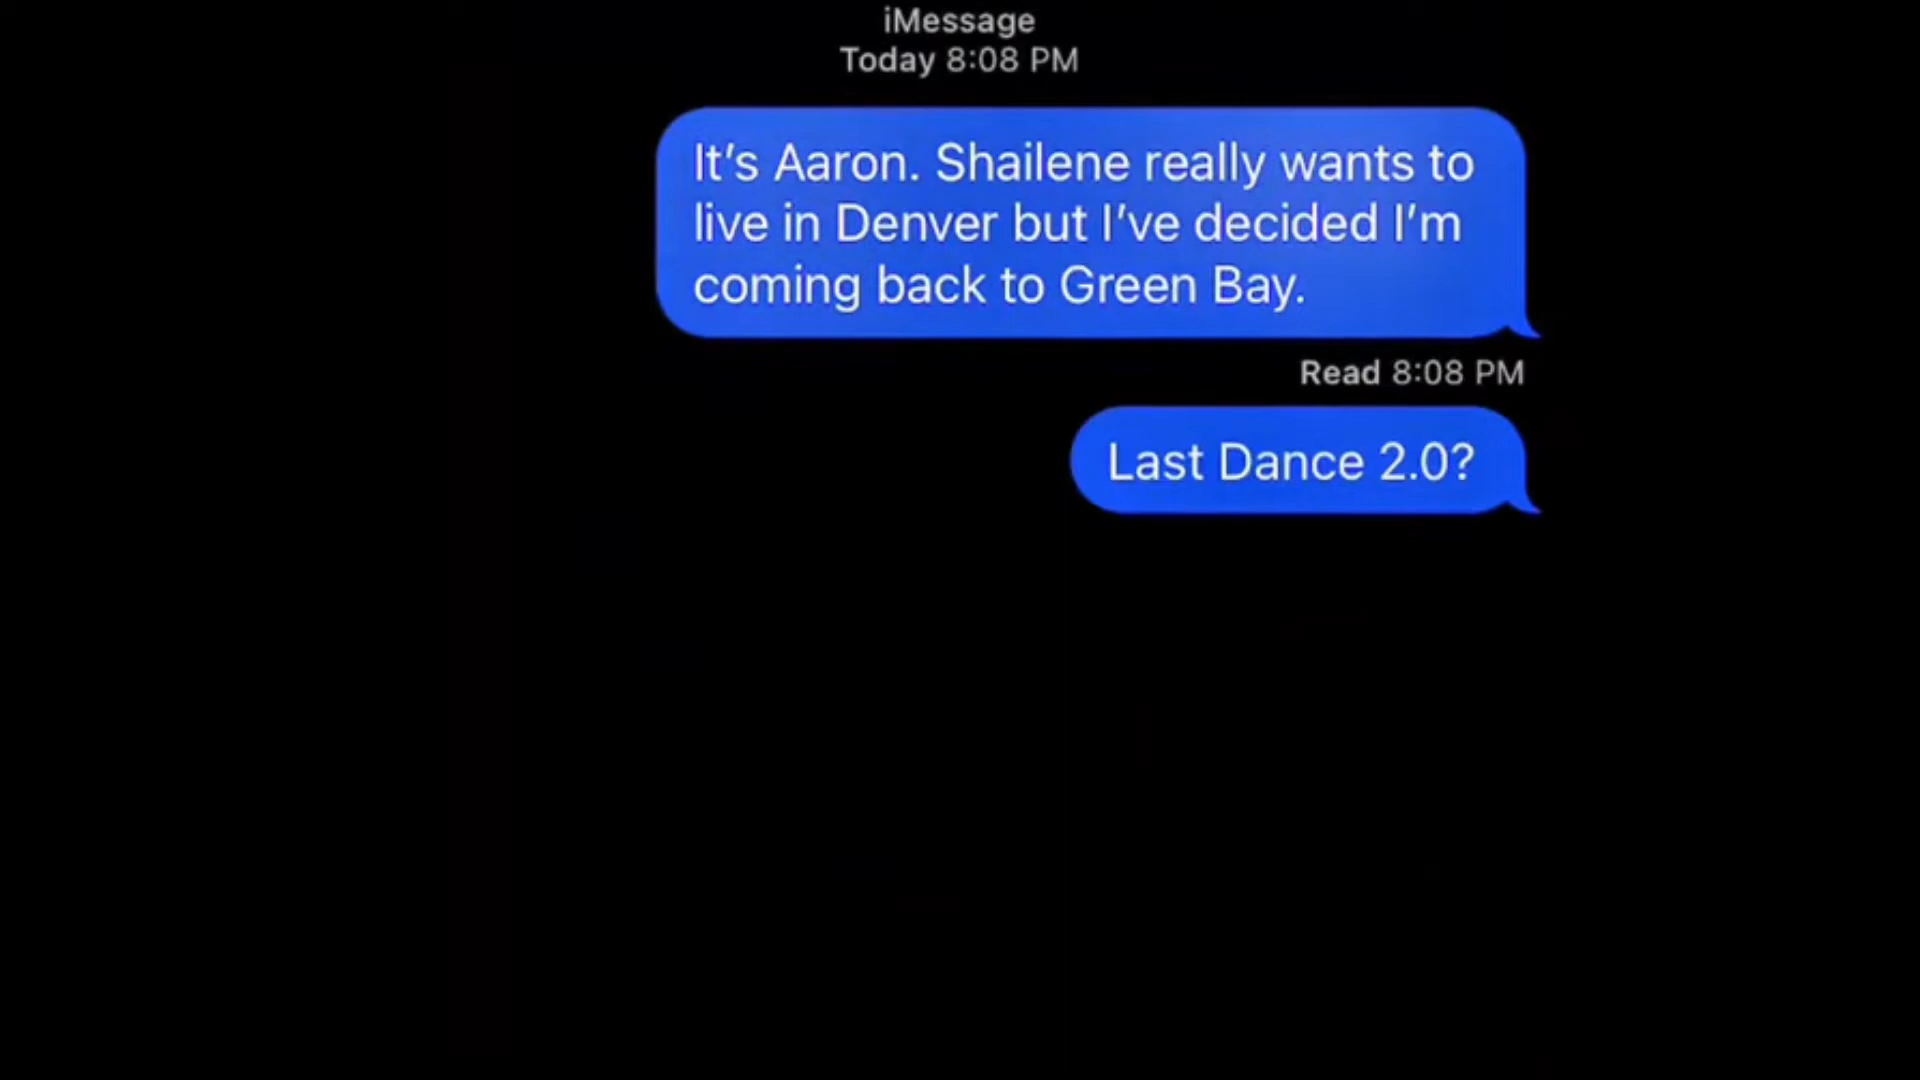 iMessage
Today 8:08 PM
It’s Aaron. Shailene really wants to
live in Denver but I’ve decided I’m
coming back to Green Bay.
Read 8:08 PM
Last Dance 2.0?